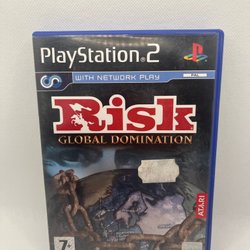 PlayStation 2
WITH NETWORK PLAY
PAL
Risk
GLOBAL DOMINATION
ATARI
7+